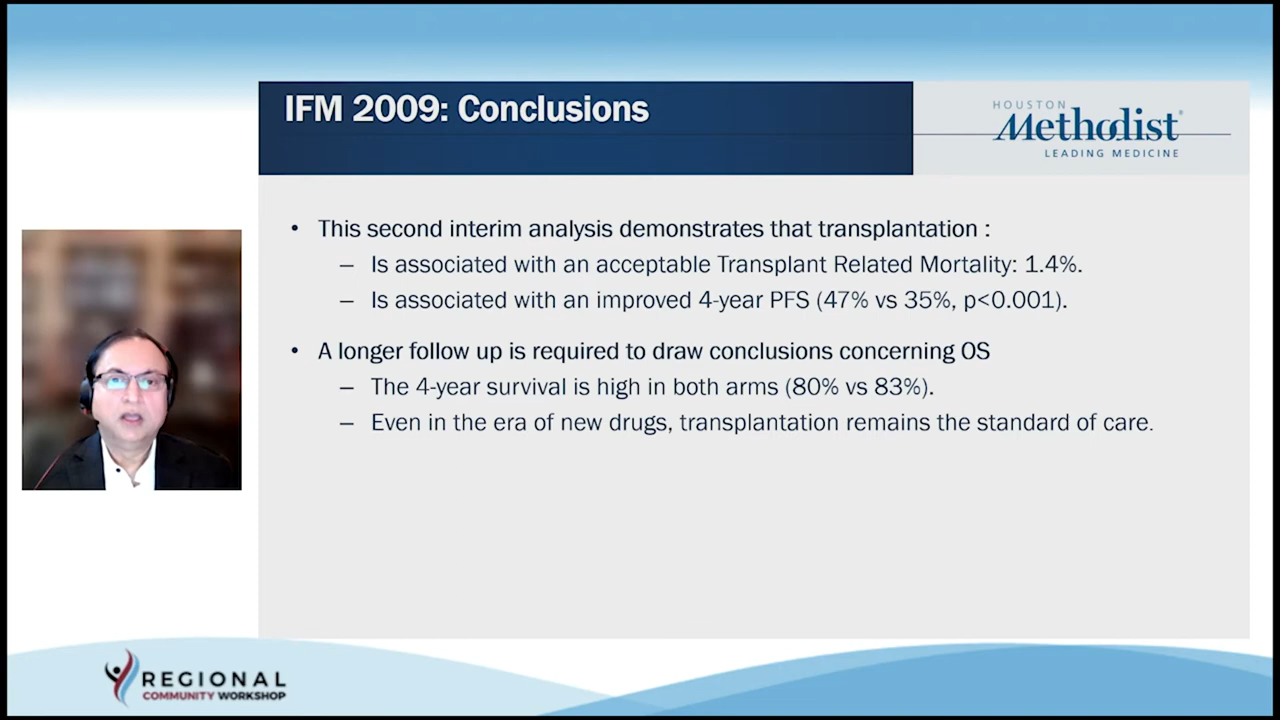 IFM 2009: Conclusions
HOUSTON
Methodist®
LEADING MEDICINE
• This second interim analysis demonstrates that transplantation :
– Is associated with an acceptable Transplant Related Mortality: 1.4%.
– Is associated with an improved 4-year PFS (47% vs 35%, p<0.001).
• A longer follow up is required to draw conclusions concerning OS
– The 4-year survival is high in both arms (80% vs 83%).
– Even in the era of new drugs, transplantation remains the standard of care.
REGIONAL
COMMUNITY WORKSHOP